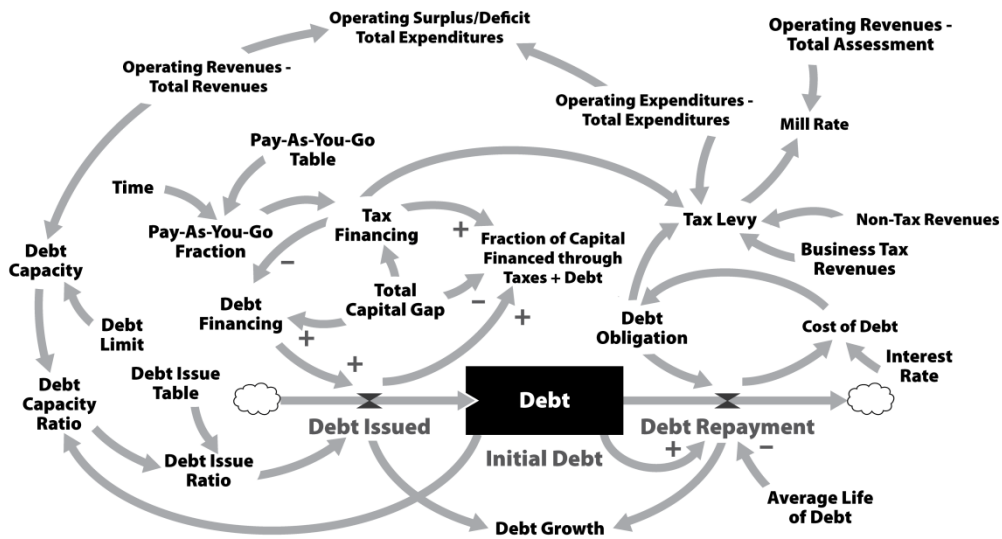 Operating Surplus/Deficit
Total Expenditures
Operating Revenues -
Total Assessment
Operating Revenues -
Total Revenues
Operating Expenditures -
Total Expenditures
Mill Rate
Pay-As-You-Go
Table
Time
Pay-As-You-Go
Fraction
Tax
Financing
+
Fraction of Capital
Financed through
Taxes + Debt
Tax Levy
Non-Tax Revenues
Business Tax
Revenues
Debt
Capacity
−
Total
Capital Gap
−
+
Debt
Financing
+
Debt
Limit
Debt
Obligation
Cost of Debt
Interest
Rate
Debt
Capacity
Ratio
Debt Issue
Table
+
Debt Issued
Debt
Debt Repayment
Initial Debt
+
−
Debt Issue
Ratio
Average Life
of Debt
Debt Growth